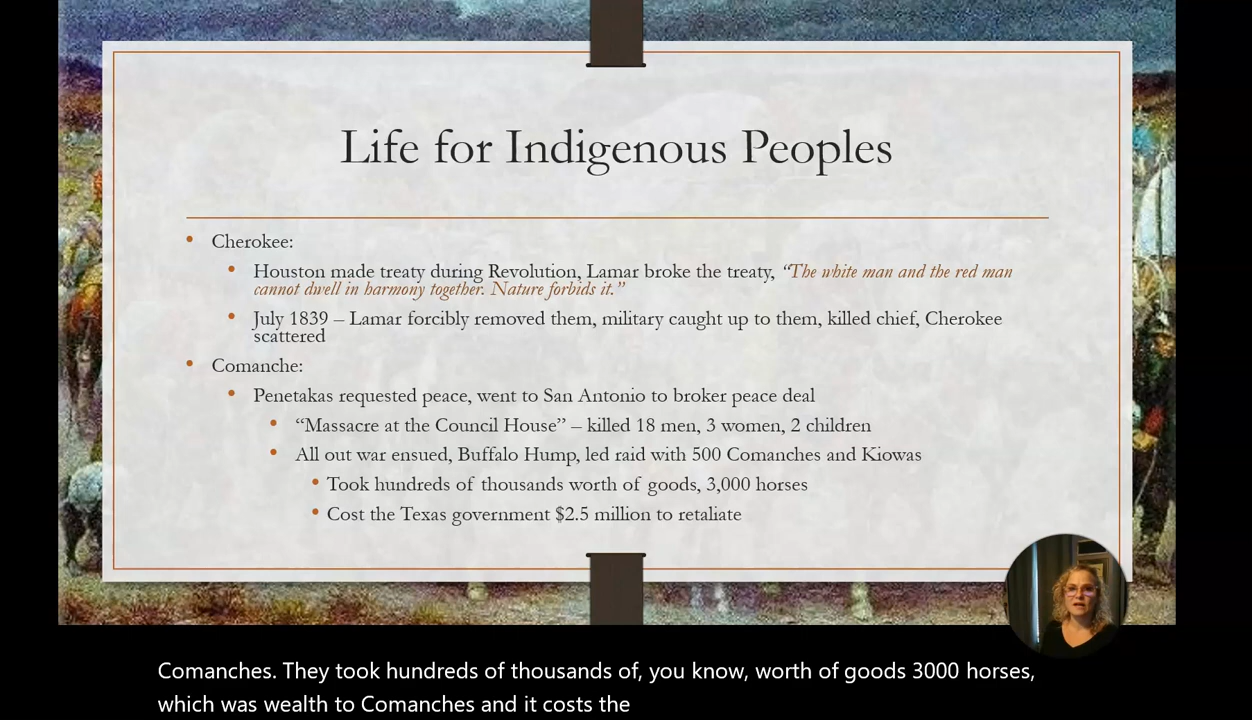 Life for Indigenous Peoples
• Cherokee:
• Houston made treaty during Revolution, Lamar broke the treaty, “The white man and the red man
cannot dwell in harmony together. Nature forbids it.”
• July 1839 – Lamar forcibly removed them, military caught up to them, killed chief, Cherokee
scattered
• Comanche:
• Penetakas requested peace, went to San Antonio to broker peace deal
• “Massacre at the Council House” – killed 18 men, 3 women, 2 children
• All out war ensued, Buffalo Hump, led raid with 500 Comanches and Kiowas
• Took hundreds of thousands worth of goods, 3,000 horses
• Cost the Texas government $2.5 million to retaliate
Comanches. They took hundreds of thousands of, you know, worth of goods 3000 horses,
which was wealth to Comanches and it costs the